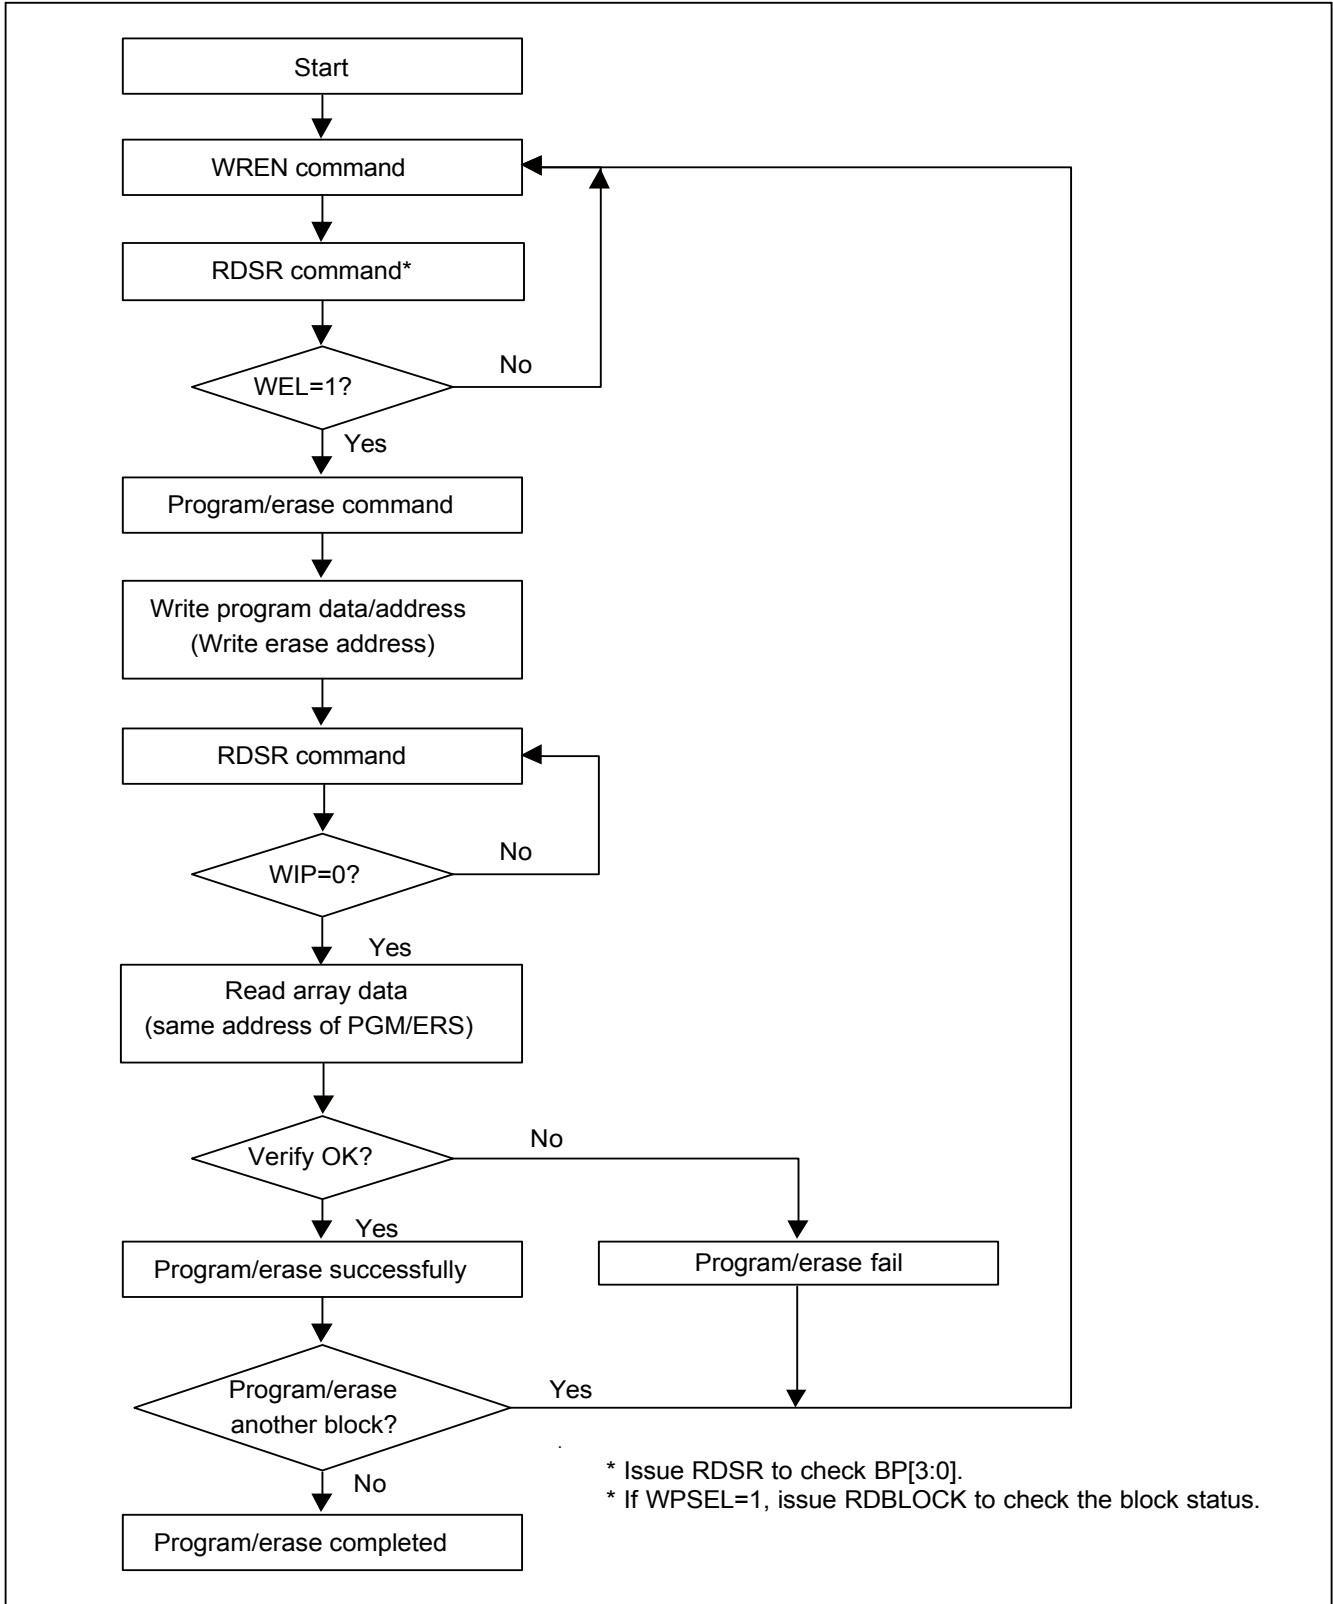 Start
WREN command
RDSR command*
WEL=1?
No
Yes
Program/erase command
Write program data/address
(Write erase address)
RDSR command
WIP=0?
No
Yes
Read array data
(same address of PGM/ERS)
Verify OK?
No
Yes
Program/erase successfully
Program/erase fail
Program/erase
another block?
Yes
No
* Issue RDSR to check BP[3:0].
* If WPSEL=1, issue RDBLOCK to check the block status.
Program/erase completed